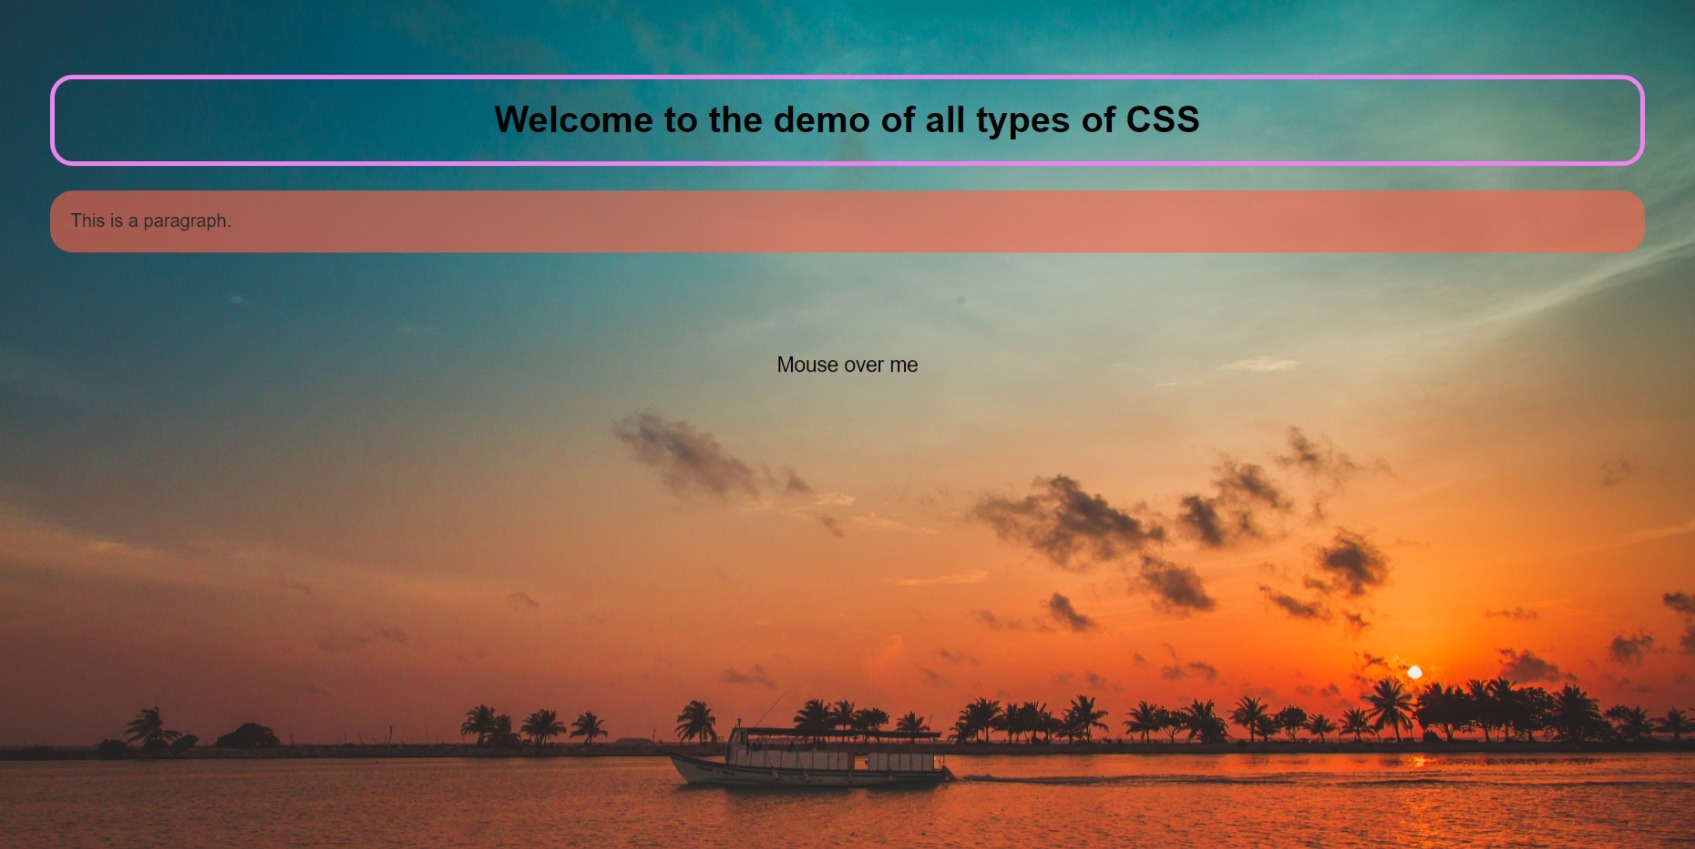 Welcome to the demo of all types of CSS
This is a paragraph.
Mouse over me